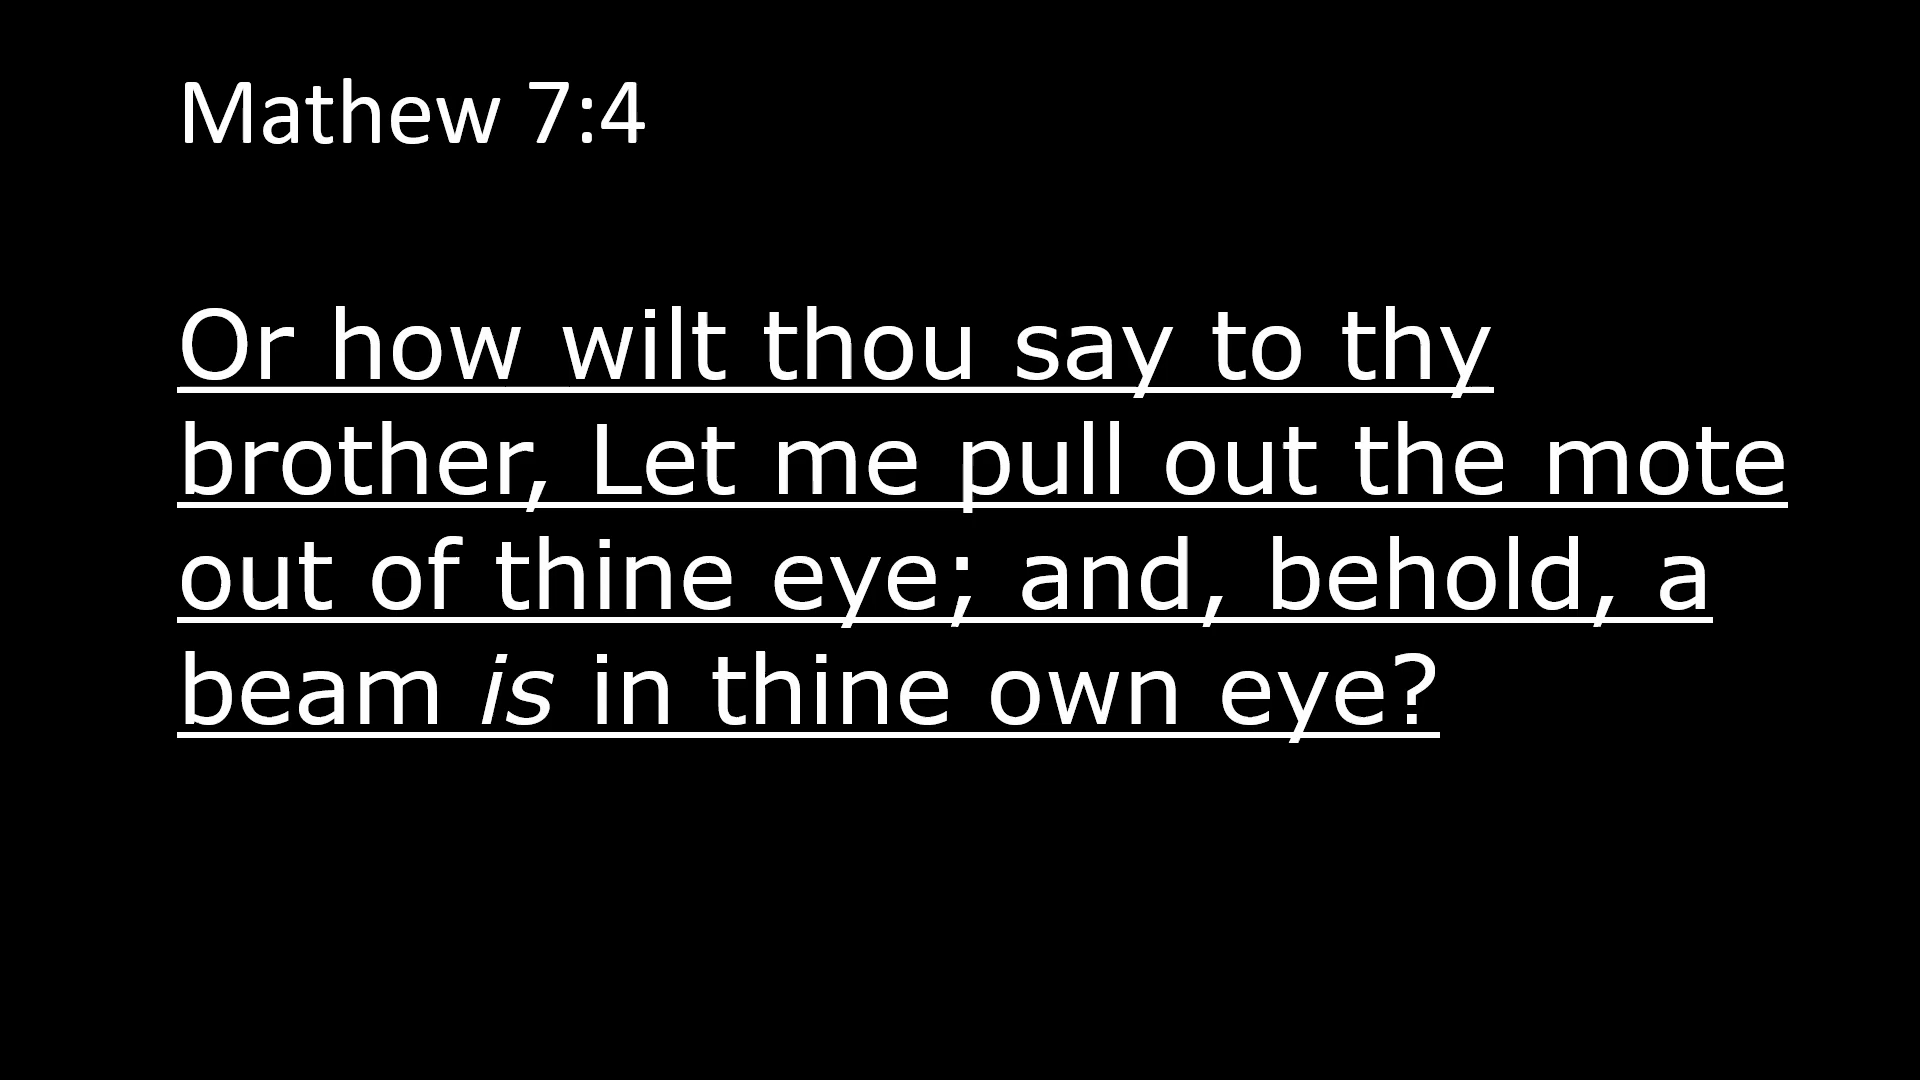 Mathew 7:4
Or how wilt thou say to thy
brother, Let me pull out the mote
out of thine eye; and, behold, a
beam is in thine own eye?